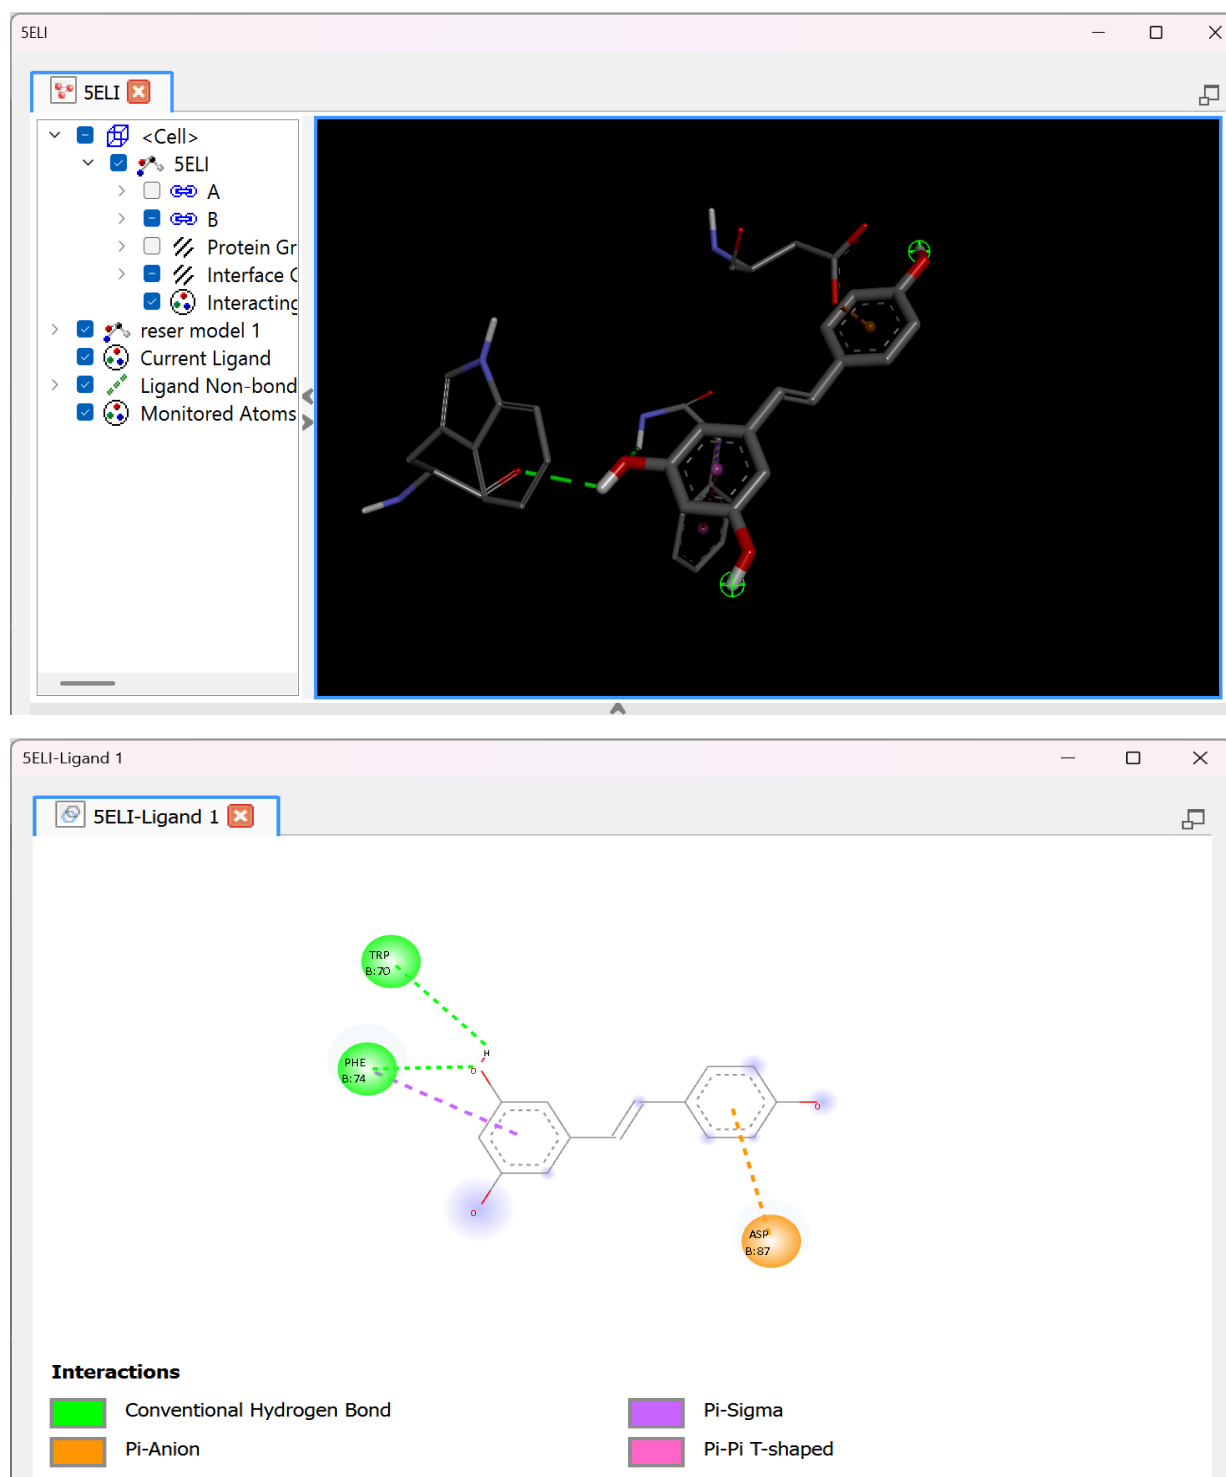 5ELI
5ELI
<Cell>
5ELI
A
B
Protein Gr
Interface C
Interacting
reser model 1
Current Ligand
Ligand Non-bond
Monitored Atoms
5ELI-Ligand 1
5ELI-Ligand 1
TRP
B:70
H
PHE
B:74
O
O
O
ASP
B:87
Interactions
Conventional Hydrogen Bond
Pi-Sigma
Pi-Anion
Pi-Pi T-shaped